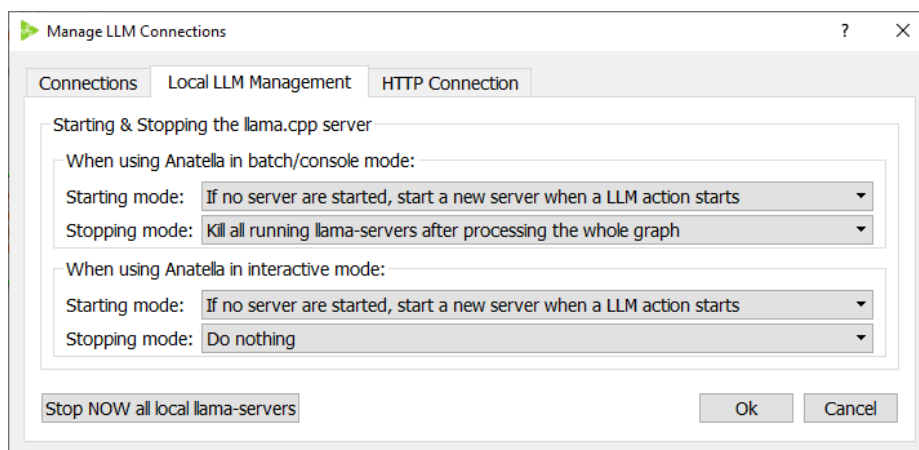 Manage LLM Connections
Connections Local LLM Management HTTP Connection
Starting & Stopping the llama.cpp server
When using Anatella in batch/console mode:
Starting mode: If no server are started, start a new server when a LLM action starts
Stopping mode: Kill all running llama-servers after processing the whole graph
When using Anatella in interactive mode:
Starting mode: If no server are started, start a new server when a LLM action starts
Stopping mode: Do nothing
Stop NOW all local llama-servers Ok Cancel